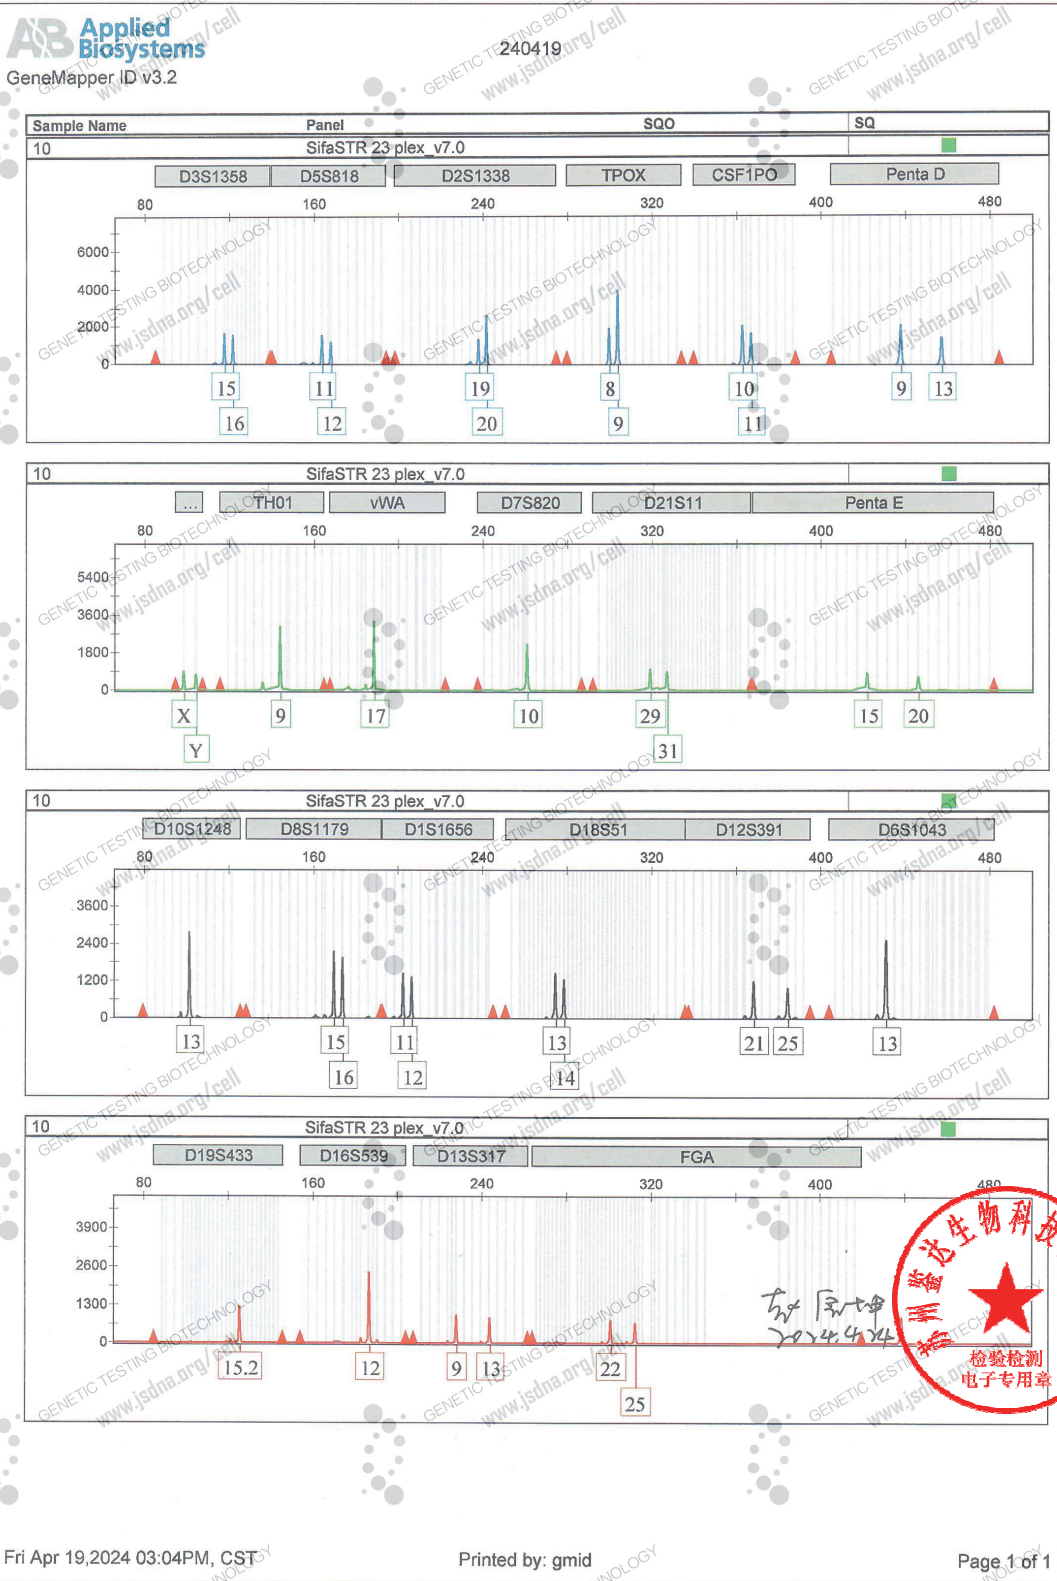 AB Applied Biosystems
240419
GeneMapper ID v3.2
Sample Name Panel SQO SQ
10 SifaSTR 23 plex_v7.0
D3S1358 D5S818 D2S1338 TPOX CSF1PO Penta D
80 160 240 320 400 480
6000
4000
2000
0
15 11 19 8 10 9 13
16 12 20 9 11
10 SifaSTR 23 plex_v7.0
... TH01 vWA D7S820 D21S11 Penta E
80 160 240 320 400 480
5400
3600
1800
0
X 9 17 10 29 15 20
Y 31
10 SifaSTR 23 plex_v7.0
D10S1248 D8S1179 D1S1656 D18S51 D12S391 D6S1043
80 160 240 320 400 480
3600
2400
1200
0
13 15 11 13 21 25 13
16 12 14
10 SifaSTR 23 plex_v7.0
D19S433 D16S539 D13S317 FGA
80 160 240 320 400 480
3900
2600
1300
0
15.2 12 9 13 22
25
2024.4.24
州鉴达生物科技
检验检测
电子专用章
GENETIC TESTING BIOTECHNOLOGY
www.jsdna.org/cell
Fri Apr 19,2024 03:04PM, CST Printed by: gmid Page 1 of 1